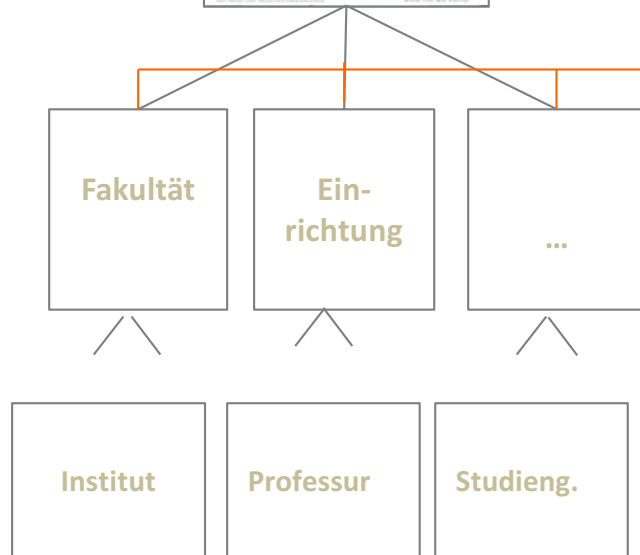 Fakultät
Ein-
richtung
...
Institut
Professur
Studieng.